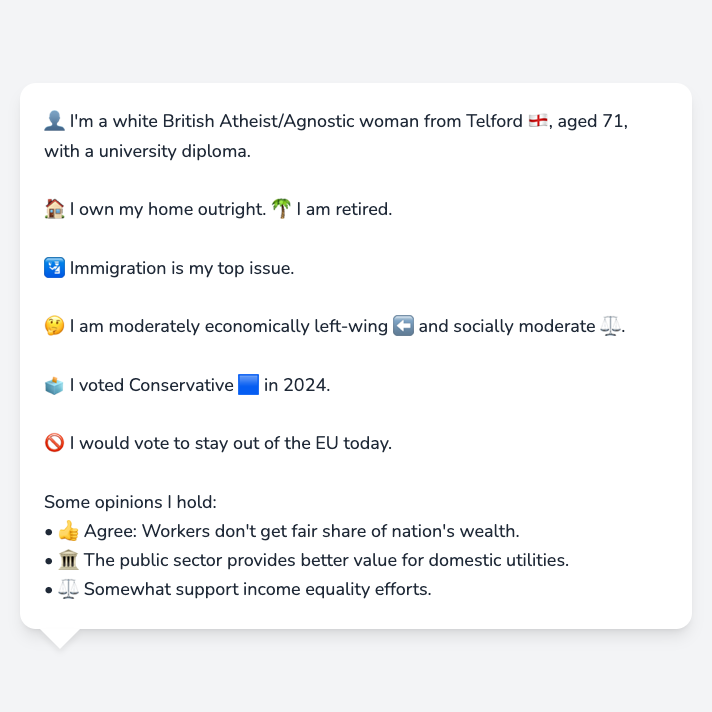 👤 I'm a white British Atheist/Agnostic woman from Telford 🏴󠁧󠁢󠁥󠁮󠁧󠁿, aged 71,
with a university diploma.
🏠 I own my home outright. 🌴 I am retired.
🛂 Immigration is my top issue.
🤔 I am moderately economically left-wing ⬅️ and socially moderate ⚖️.
🗳️ I voted Conservative 🟦 in 2024.
🚫 I would vote to stay out of the EU today.
Some opinions I hold:
• 👍 Agree: Workers don't get fair share of nation's wealth.
• 🏛️ The public sector provides better value for domestic utilities.
• ⚖️ Somewhat support income equality efforts.